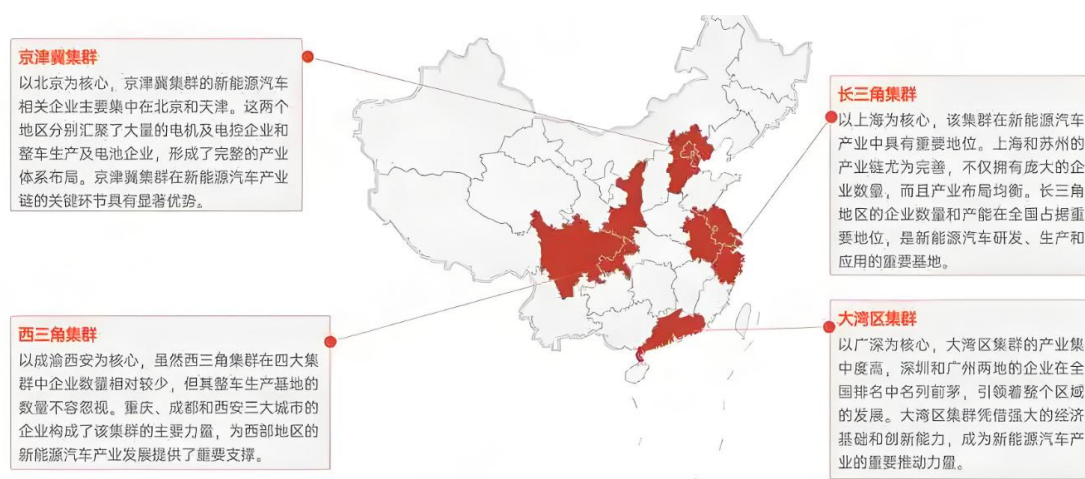 京津冀集群
以北京为核心，京津冀集群的新能源汽车
相关企业主要集中在北京和天津。这两个
地区分别汇聚了大量的电机及电控企业和
整车生产及电池企业，形成了完整的产业
体系布局。京津冀集群在新能源汽车产业
链的关键环节具有显著优势。
西三角集群
以成渝西安为核心，虽然西三角集群在四大集
群中企业数量相对较少，但其整车生产基地的
数量不容忽视。重庆、成都和西安三大城市的
企业构成了该集群的主要力量，为西部地区的
新能源汽车产业发展提供了重要支撑。
长三角集群
以上海为核心，该集群在新能源汽车
产业中具有重要地位。上海和苏州的
产业链尤为完善，不仅拥有庞大的企
业数量，而且产业布局均衡。长三角
地区的企业数量和产能在全国占据重
要地位，是新能源汽车研发、生产和
应用的重要基地。
大湾区集群
以广深为核心，大湾区集群的产业集
中度高，深圳和广州两地的企业在全
国排名中名列前茅，引领着整个区域
的发展。大湾区集群凭借强大的经济
基础和创新能力，成为新能源汽车产
业的重要推动力量。